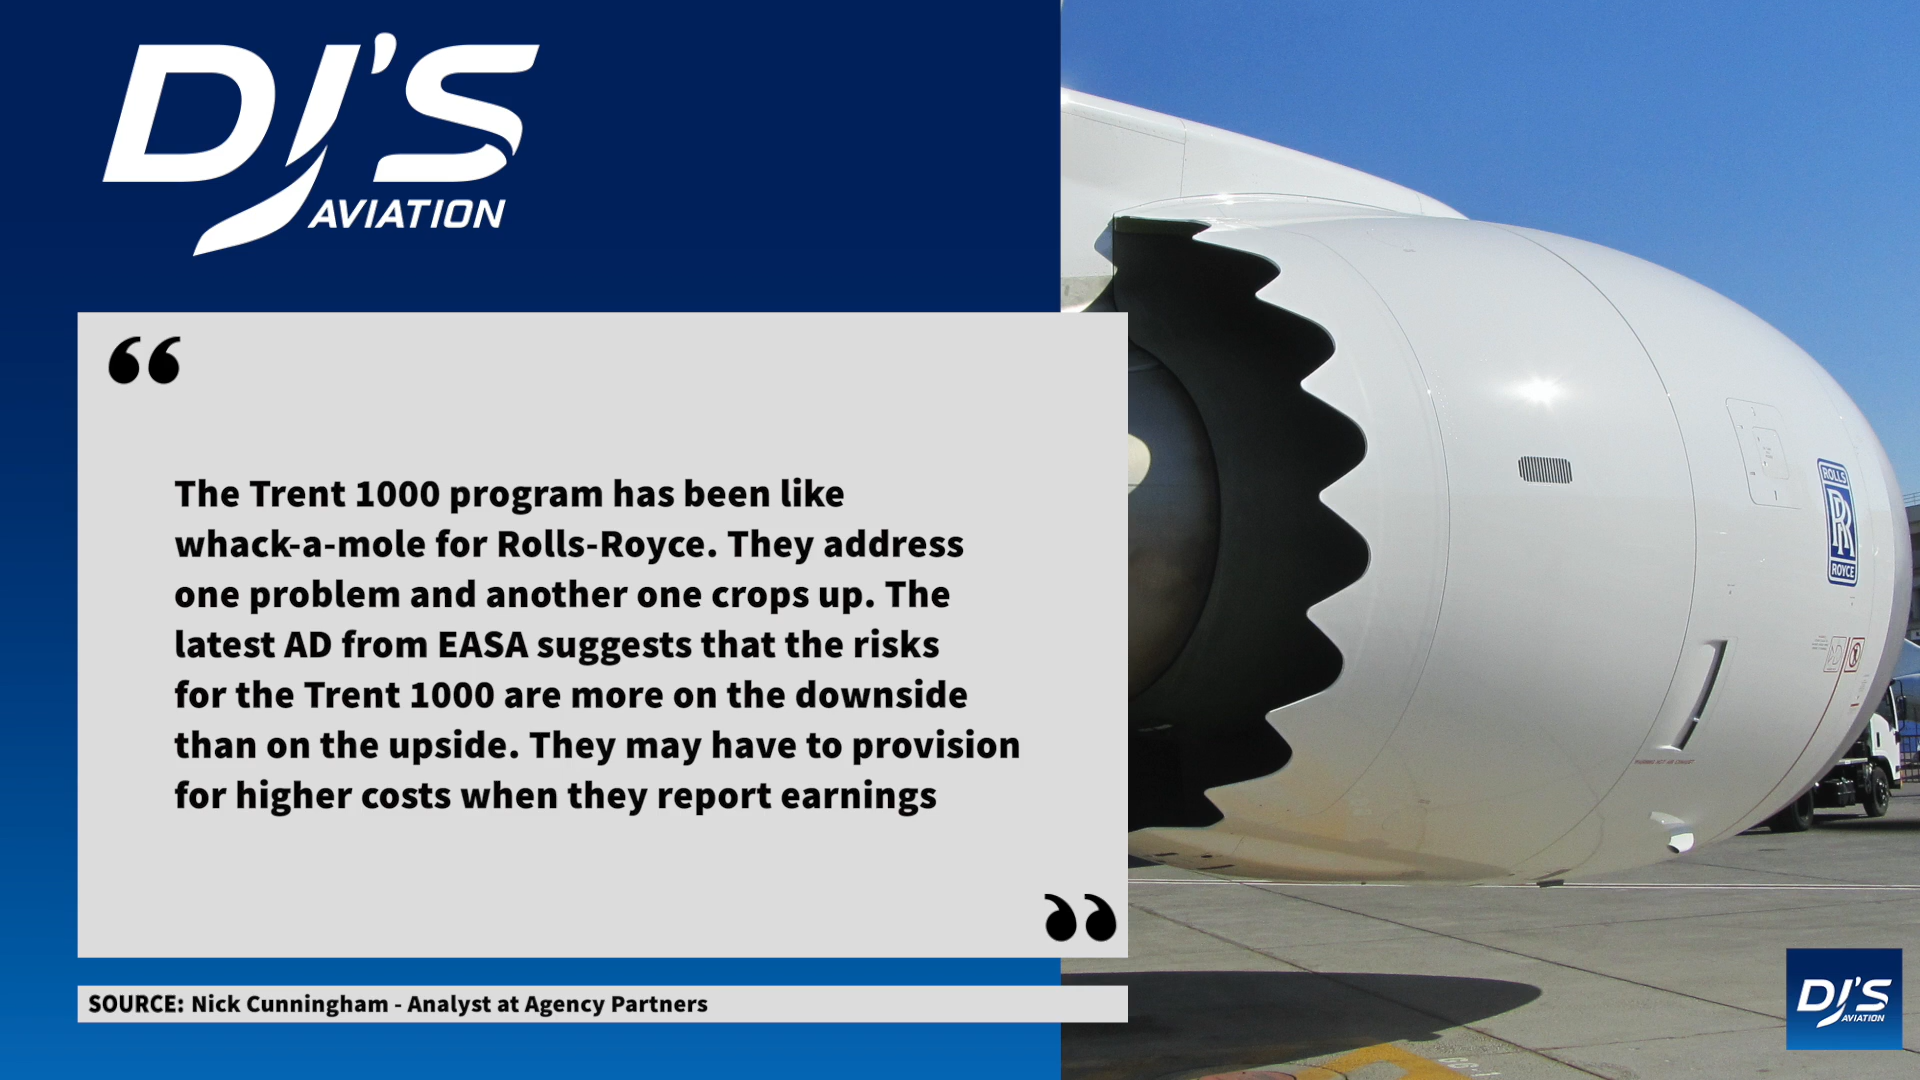 DJ'S
AVIATION
“
The Trent 1000 program has been like
whack-a-mole for Rolls-Royce. They address
one problem and another one crops up. The
latest AD from EASA suggests that the risks
for the Trent 1000 are more on the downside
than on the upside. They may have to provision
for higher costs when they report earnings
”
SOURCE: Nick Cunningham - Analyst at Agency Partners
ROLLS
RR
ROYCE
DJ'S
AVIATION